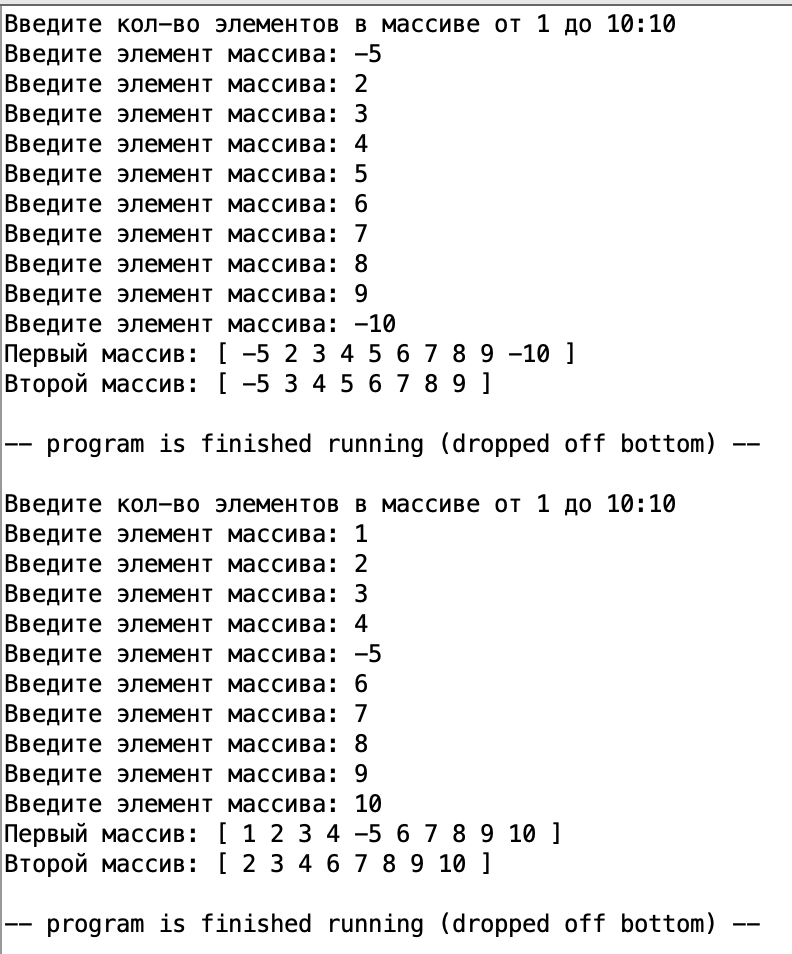 Введите кол-во элементов в массиве от 1 до 10:10
Введите элемент массива: -5
Введите элемент массива: 2
Введите элемент массива: 3
Введите элемент массива: 4
Введите элемент массива: 5
Введите элемент массива: 6
Введите элемент массива: 7
Введите элемент массива: 8
Введите элемент массива: 9
Введите элемент массива: -10
Первый массив: [ -5 2 3 4 5 6 7 8 9 -10 ]
Второй массив: [ -5 3 4 5 6 7 8 9 ]
-- program is finished running (dropped off bottom) --
Введите кол-во элементов в массиве от 1 до 10:10
Введите элемент массива: 1
Введите элемент массива: 2
Введите элемент массива: 3
Введите элемент массива: 4
Введите элемент массива: -5
Введите элемент массива: 6
Введите элемент массива: 7
Введите элемент массива: 8
Введите элемент массива: 9
Введите элемент массива: 10
Первый массив: [ 1 2 3 4 -5 6 7 8 9 10 ]
Второй массив: [ 2 3 4 6 7 8 9 10 ]
-- program is finished running (dropped off bottom) --